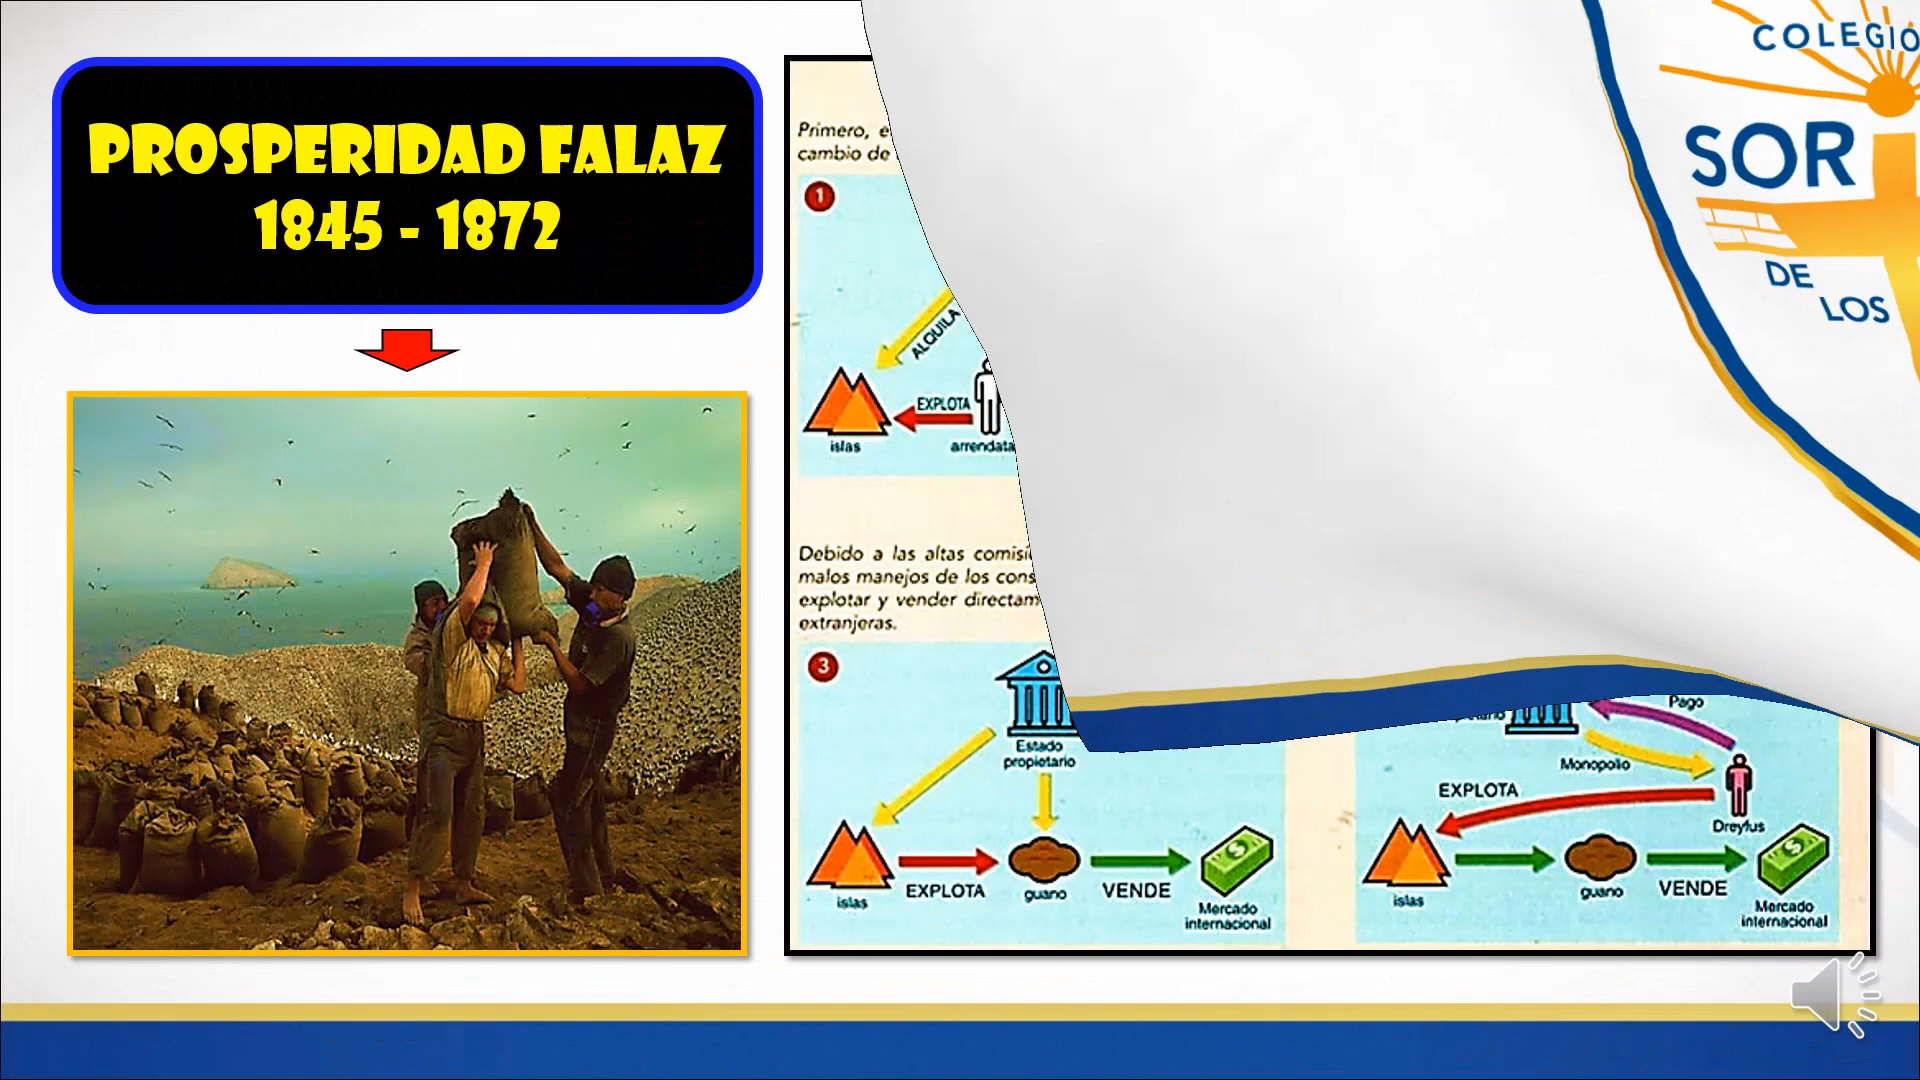 PROSPERIDAD FALAZ
1845 - 1872
Primero, e
cambio de
1
ALQUILA
EXPLOTA
islas
arrendata
Debido a las altas comisi
malos manejos de los cons
explotar y vender directam
extranjeras.
3
Estado
propietario
EXPLOTA
VENDE
islas
guano
Mercado
internacional
Pago
Monopolio
EXPLOTA
Dreyfus
VENDE
islas
guano
Mercado
internacional
COLEGIO
SOR
DE
LOS